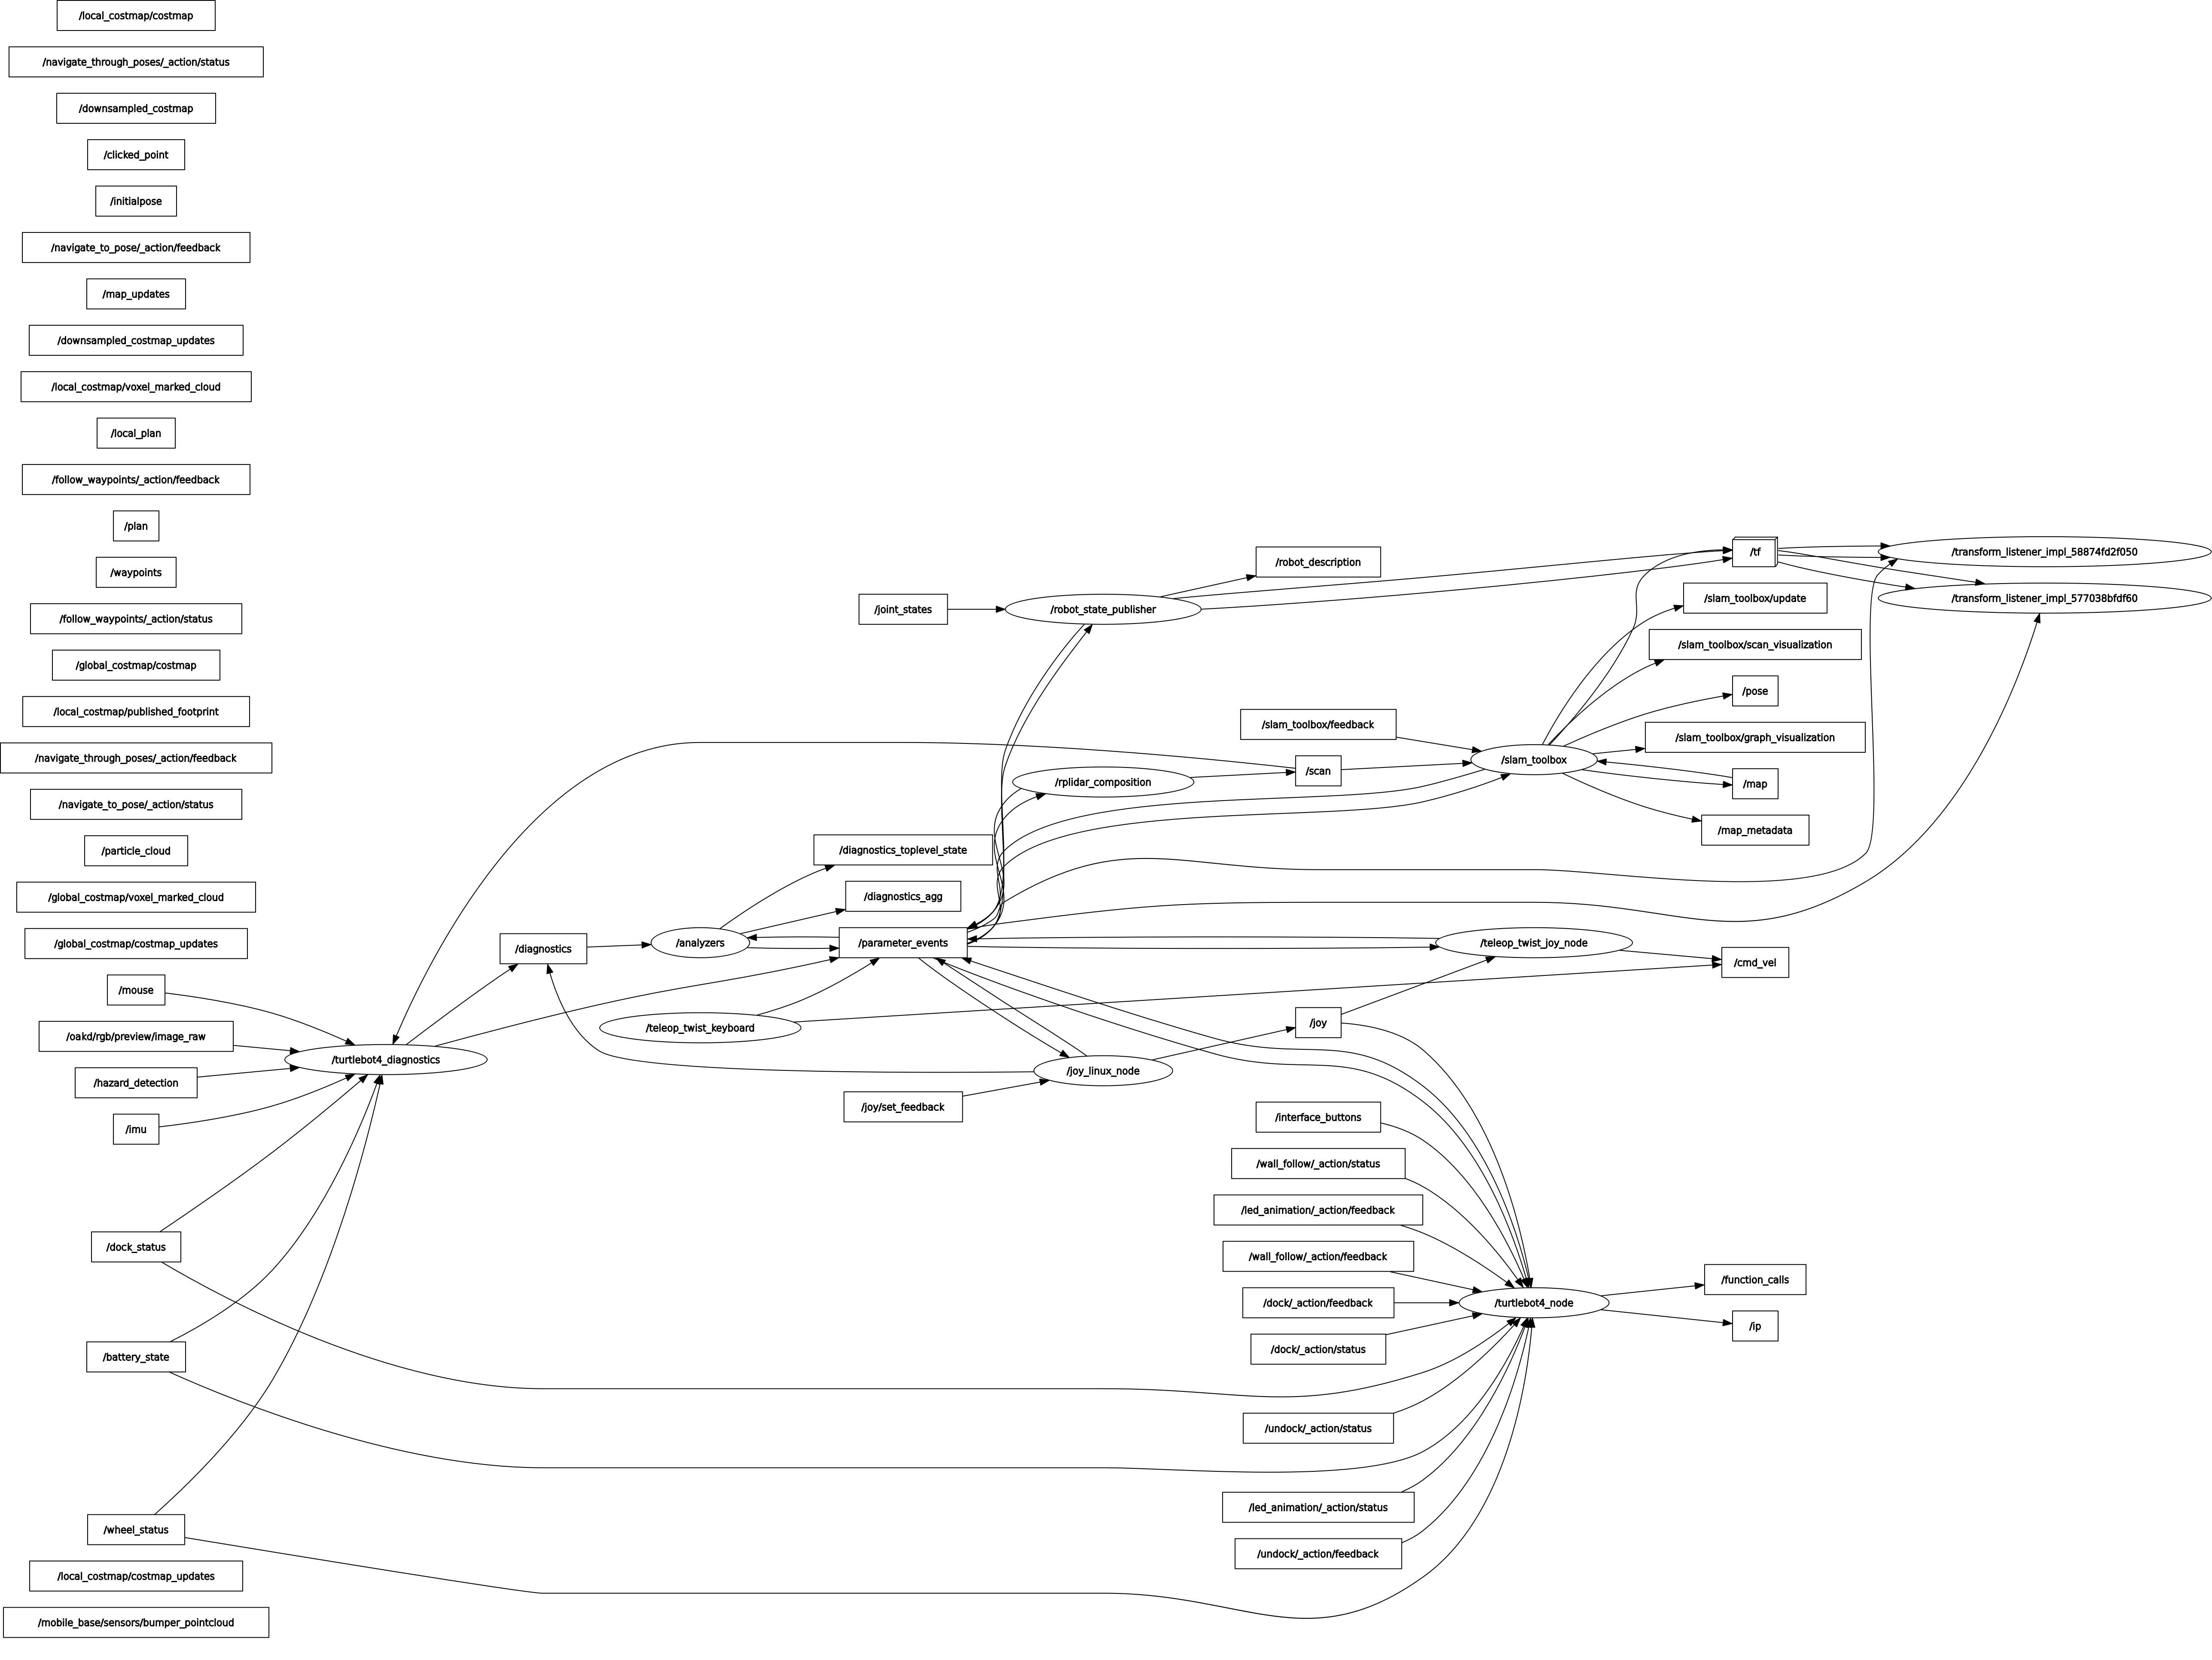 /local_costmap/costmap
/navigate_through_poses/_action/status
/downsampled_costmap
/clicked_point
/initialpose
/navigate_to_pose/_action/feedback
/map_updates
/downsampled_costmap_updates
/local_costmap/voxel_marked_cloud
/local_plan
/follow_waypoints/_action/feedback
/plan
/waypoints
/follow_waypoints/_action/status
/global_costmap/costmap
/local_costmap/published_footprint
/navigate_through_poses/_action/feedback
/navigate_to_pose/_action/status
/particle_cloud
/global_costmap/voxel_marked_cloud
/global_costmap/costmap_updates
/mouse
/oakd/rgb/preview/image_raw
/hazard_detection
/imu
/dock_status
/battery_state
/wheel_status
/local_costmap/costmap_updates
/mobile_base/sensors/bumper_pointcloud
/turtlebot4_diagnostics
/diagnostics
/analyzers
/teleop_twist_keyboard
/joint_states
/diagnostics_toplevel_state
/diagnostics_agg
/parameter_events
/joy/set_feedback
/robot_state_publisher
/rplidar_composition
/joy_linux_node
/robot_description
/slam_toolbox/feedback
/scan
/joy
/interface_buttons
/wall_follow/_action/status
/led_animation/_action/feedback
/wall_follow/_action/feedback
/dock/_action/feedback
/dock/_action/status
/undock/_action/status
/led_animation/_action/status
/undock/_action/feedback
/slam_toolbox
/teleop_twist_joy_node
/turtlebot4_node
/tf
/slam_toolbox/update
/slam_toolbox/scan_visualization
/pose
/slam_toolbox/graph_visualization
/map
/map_metadata
/cmd_vel
/function_calls
/ip
/transform_listener_impl_58874fd2f050
/transform_listener_impl_577038bfdf60